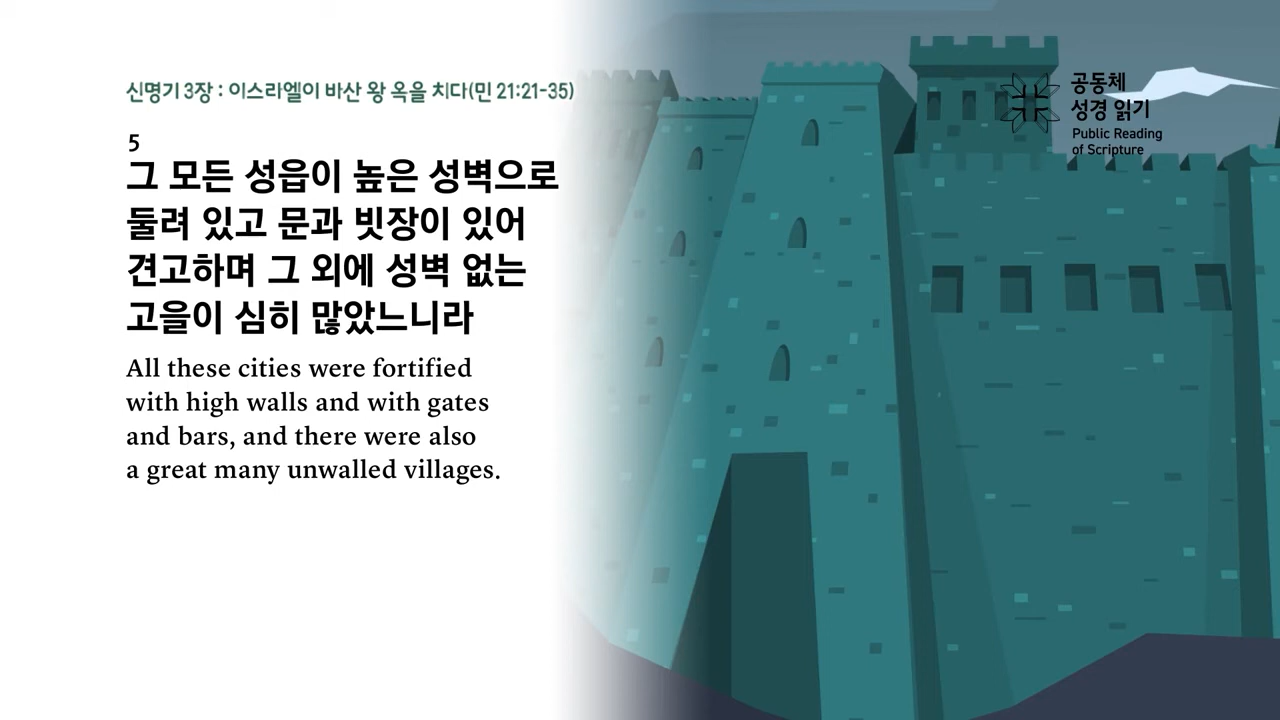 신명기 3장 : 이스라엘이 바산 왕 옥을 치다(민 21:21-35)
5
그 모든 성읍이 높은 성벽으로
둘려 있고 문과 빗장이 있어
견고하며 그 외에 성벽 없는
고을이 심히 많았느니라
All these cities were fortified
with high walls and with gates
and bars, and there were also
a great many unwalled villages.
공동체
성경 읽기
Public Reading
of Scripture